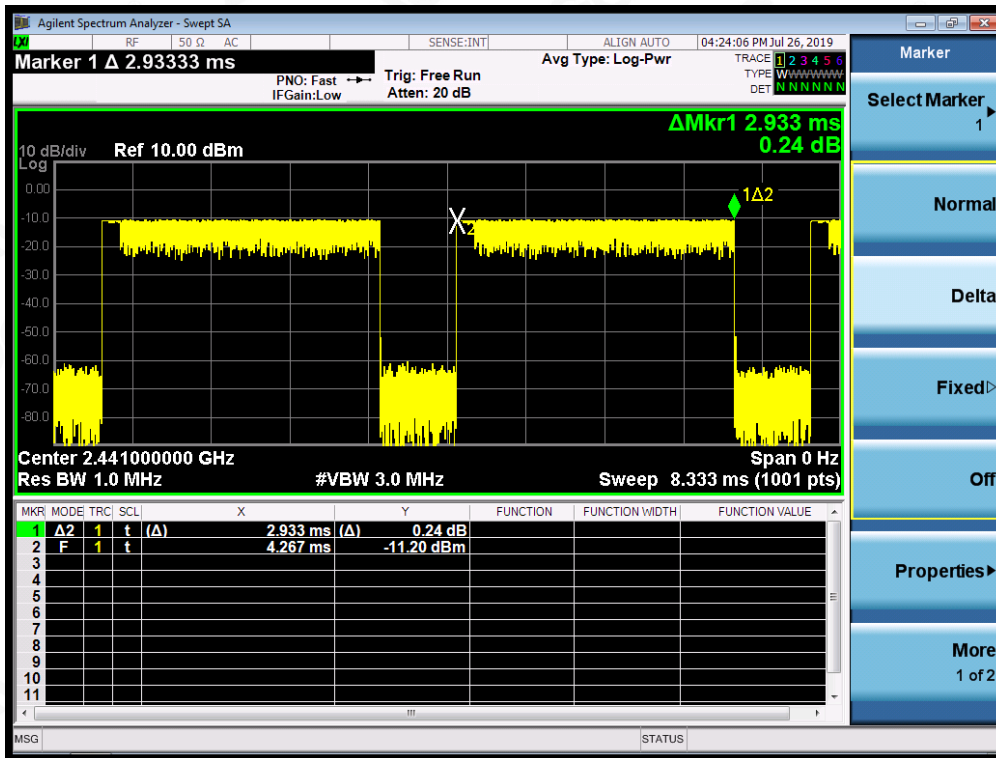 Agilent Spectrum Analyzer - Swept SA
LXI RF 50 Ω AC SENSE:INT ALIGN AUTO 04:24:06 PM Jul 26, 2019
Marker 1 Δ 2.93333 ms
PNO: Fast
IFGain:Low
Trig: Free Run
Atten: 20 dB
Avg Type: Log-Pwr
TRACE 1 2 3 4 5 6
TYPE WWWWWWW
DET N N N N N N
ΔMkr1 2.933 ms
0.24 dB
10 dB/div Ref 10.00 dBm
Log
0.00
-10.0
-20.0
-30.0
-40.0
-50.0
-60.0
-70.0
-80.0
1Δ2
2
Center 2.441000000 GHz Span 0 Hz
Res BW 1.0 MHz #VBW 3.0 MHz Sweep 8.333 ms (1001 pts)
MKR MODE TRC SCL X Y FUNCTION FUNCTION WIDTH FUNCTION VALUE
1 Δ2 1 t (Δ) 2.933 ms (Δ) 0.24 dB
2 F 1 t 4.267 ms -11.20 dBm
3
4
5
6
7
8
9
10
11
MSG STATUS
Marker
Select Marker
1
Normal
Delta
Fixed
Off
Properties
More
1 of 2